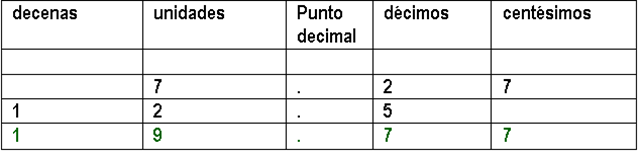 decenas unidades Punto decimal décimos centésimos
7 . 2 7
1 2 . 5
1 9 . 7 7